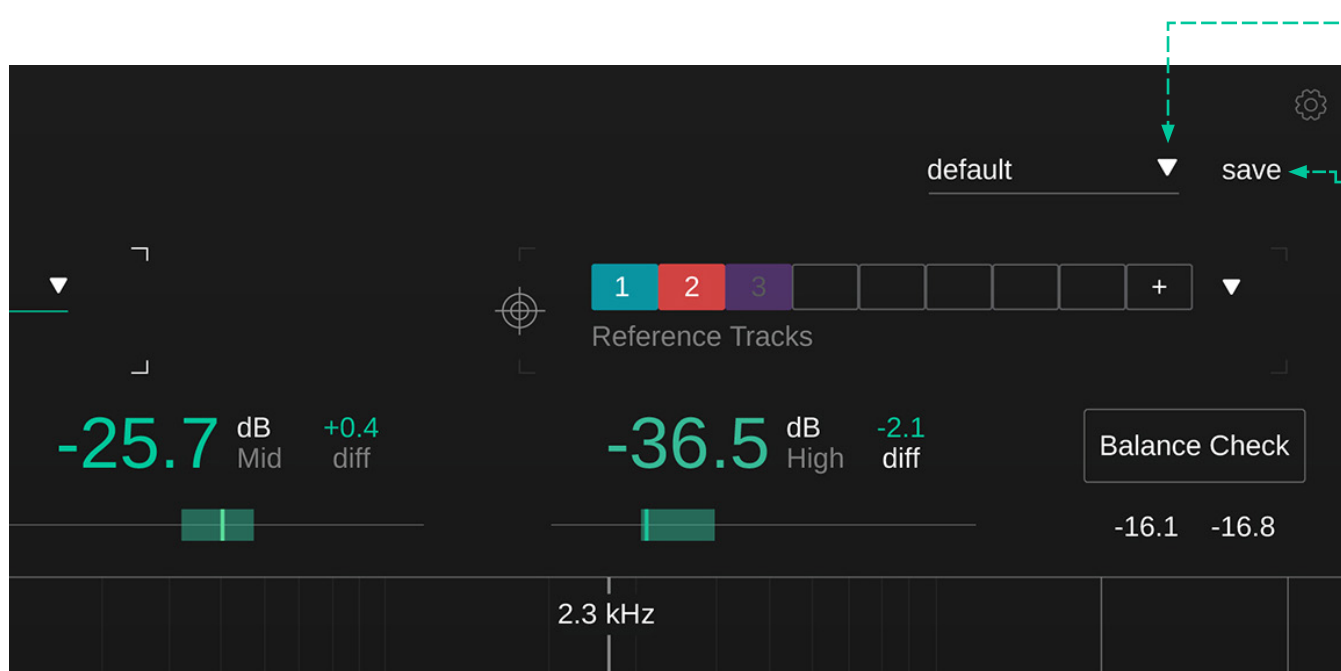 default save
1 2 3 +
Reference Tracks
-25.7 dB Mid +0.4 diff
-36.5 dB High -2.1 diff
Balance Check
-16.1 -16.8
2.3 kHz